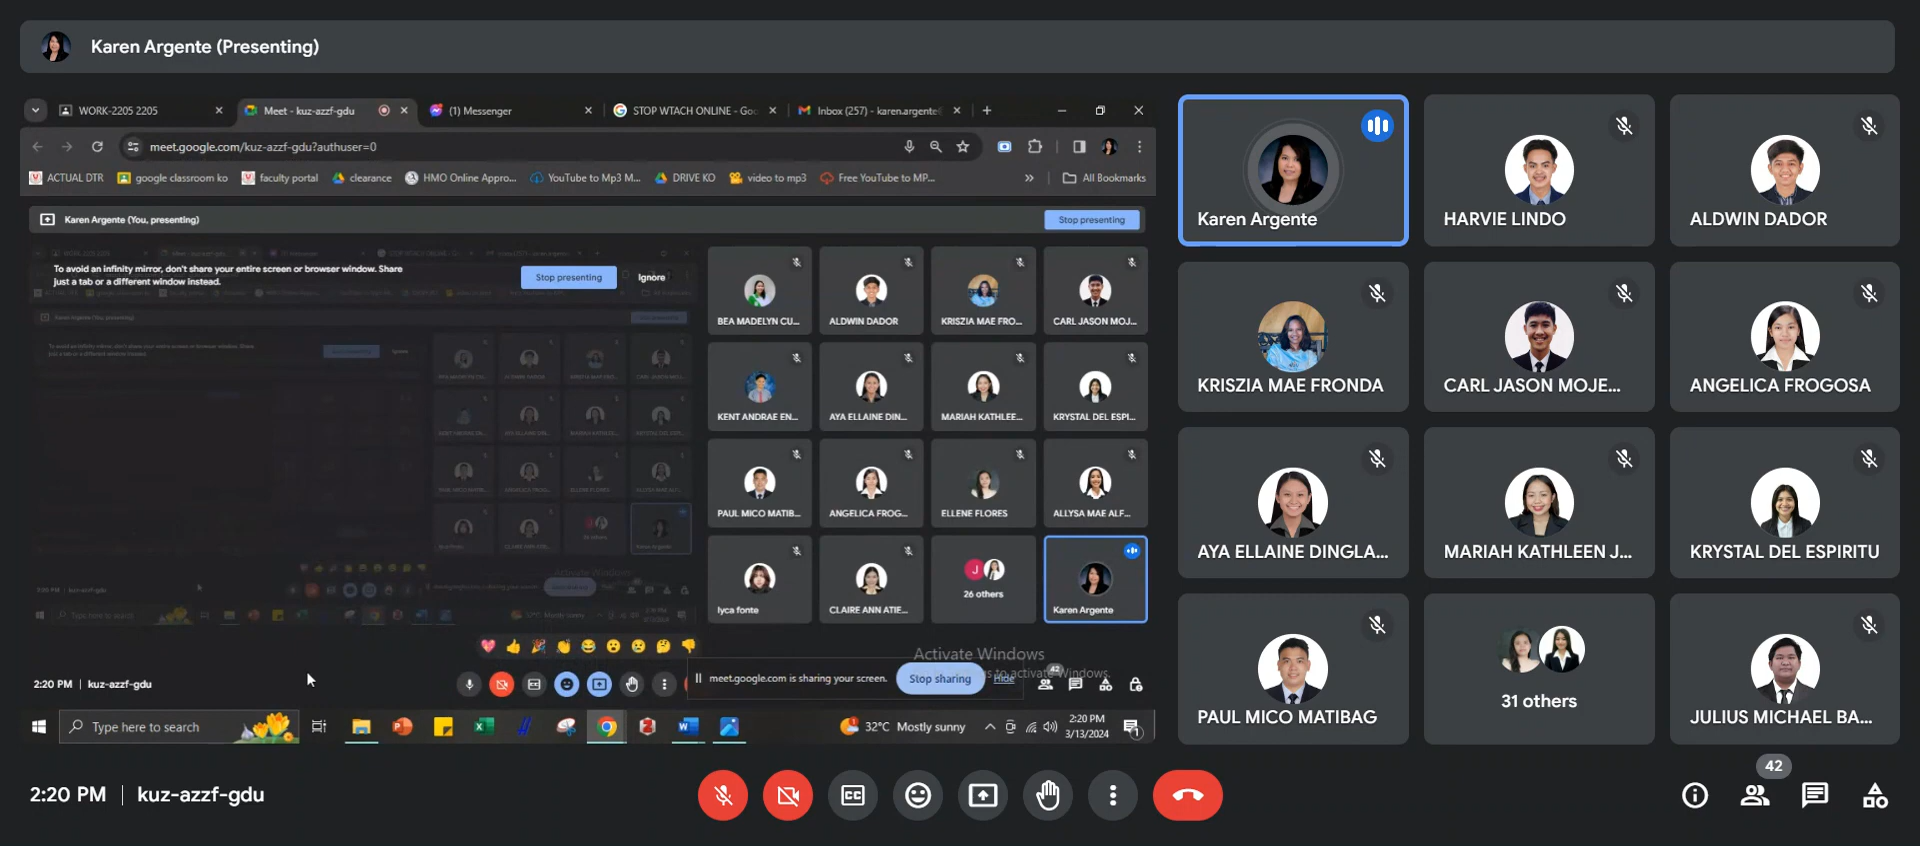 Karen Argente (Presenting)
WORK-2205 2205
Meet - kuz-azzf-gdu
(1) Messenger
STOP WTACH ONLINE - Goo
Inbox (257) - karen.argente@
meet.google.com/kuz-azzf-gdu?authuser=0
ACTUAL DTR
google classroom ko
faculty portal
clearance
HMO Online Appro...
YouTube to Mp3 M...
DRIVE KO
video to mp3
Free YouTube to MP...
»
All Bookmarks
Karen Argente (You, presenting)
Stop presenting
To avoid an infinity mirror, don't share your entire screen or browser window. Share
just a tab or a different window instead.
Stop presenting
Ignore
BEA MADELYN CU...
ALDWIN DADOR
KRISZIA MAE FRO...
CARL JASON MOJ...
KENT ANDRAE EN...
AYA ELLAINE DIN...
MARIAH KATHLEE...
KRYSTAL DEL ESPI...
PAUL MICO MATIB...
ANGELICA FROG...
ELLENE FLORES
ALLYSA MAE ALF...
lyca fonte
CLAIRE ANN ATIE...
J
26 others
Karen Argente
Activate Windows
to activate Windows.
2:20 PM | kuz-azzf-gdu
meet.google.com is sharing your screen.
Stop sharing
Hide
42
Type here to search
32°C Mostly sunny
2:20 PM
3/13/2024
1
Karen Argente
HARVIE LINDO
ALDWIN DADOR
KRISZIA MAE FRONDA
CARL JASON MOJE...
ANGELICA FROGOSA
AYA ELLAINE DINGLA...
MARIAH KATHLEEN J...
KRYSTAL DEL ESPIRITU
PAUL MICO MATIBAG
31 others
JULIUS MICHAEL BA...
2:20 PM | kuz-azzf-gdu
42